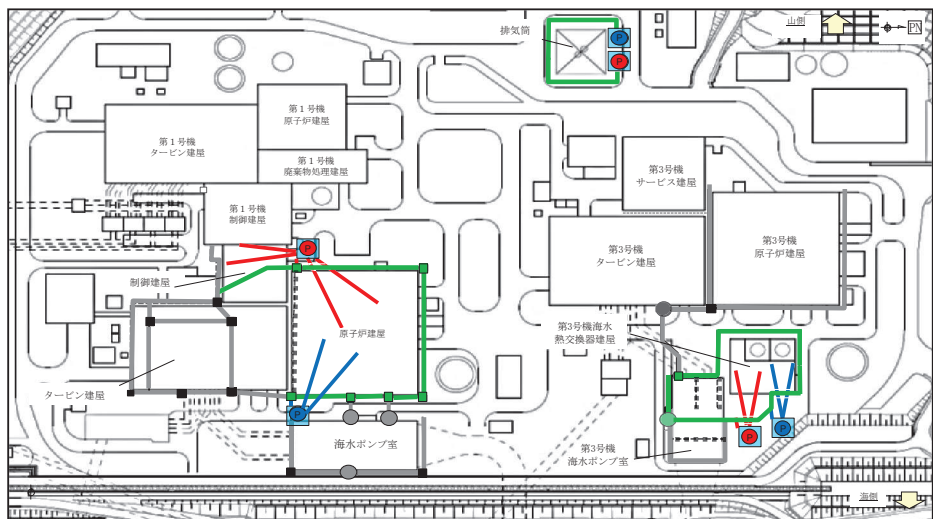 山側
PN
排気筒
P
P
第1号機
原子炉建屋
第1号機
タービン建屋
第1号機
廃棄物処理建屋
第3号機
サービス建屋
第1号機
制御建屋
第3号機
タービン建屋
第3号機
原子炉建屋
P
制御建屋
原子炉建屋
第3号機海水
熱交換器建屋
タービン建屋
P
P
P
海水ポンプ室
第3号機
海水ポンプ室
海側